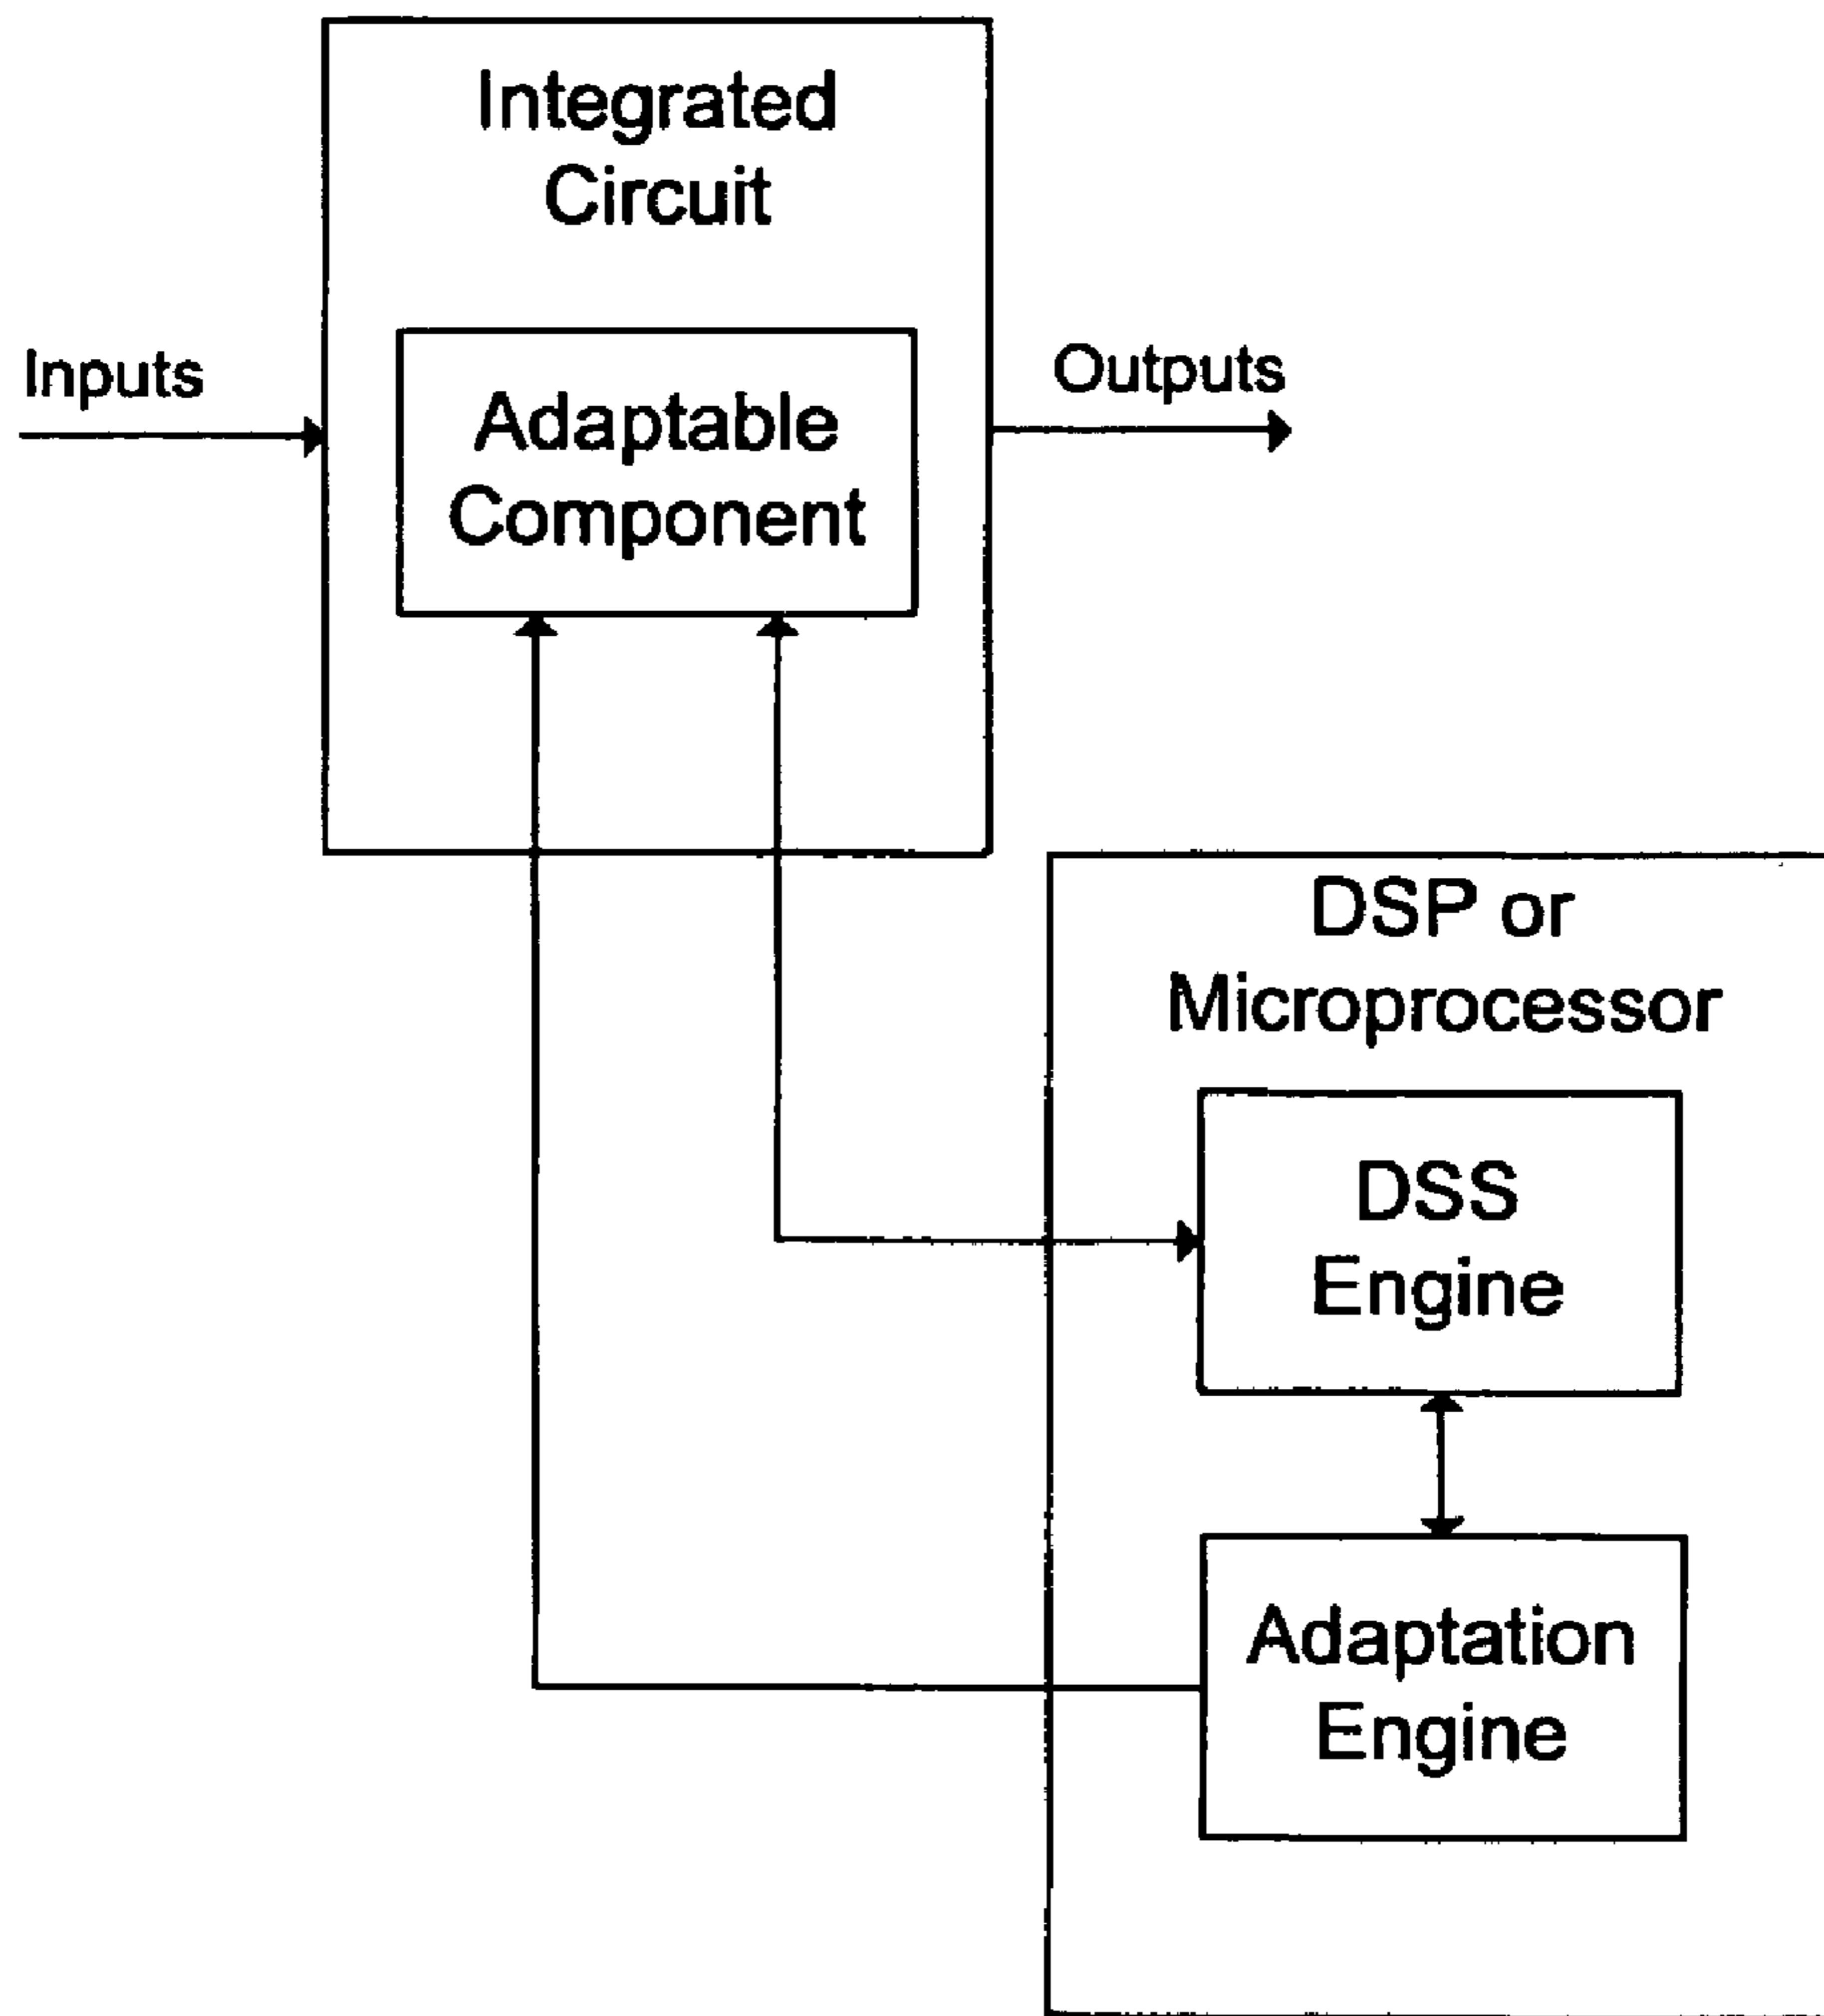 Integrated
Circuit
Inputs
Adaptable
Component
Outputs
DSP or
Microprocessor
DSS
Engine
Adaptation
Engine